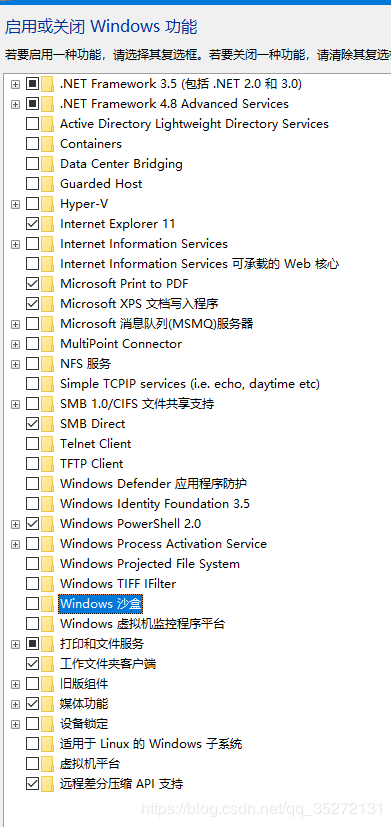 启用或关闭 Windows 功能
若要启用一种功能，请选择其复选框。若要关闭一种功能，请清除其复选
.NET Framework 3.5 (包括 .NET 2.0 和 3.0)
.NET Framework 4.8 Advanced Services
Active Directory Lightweight Directory Services
Containers
Data Center Bridging
Guarded Host
Hyper-V
Internet Explorer 11
Internet Information Services
Internet Information Services 可承载的 Web 核心
Microsoft Print to PDF
Microsoft XPS 文档写入程序
Microsoft 消息队列(MSMQ)服务器
MultiPoint Connector
NFS 服务
Simple TCPIP services (i.e. echo, daytime etc)
SMB 1.0/CIFS 文件共享支持
SMB Direct
Telnet Client
TFTP Client
Windows Defender 应用程序防护
Windows Identity Foundation 3.5
Windows PowerShell 2.0
Windows Process Activation Service
Windows Projected File System
Windows TIFF IFilter
Windows 沙盒
Windows 虚拟机监控程序平台
打印和文件服务
工作文件夹客户端
旧版组件
媒体功能
设备锁定
适用于 Linux 的 Windows 子系统
虚拟机平台
远程差分压缩 API 支持
https://blog.csdn.net/qq_35272131